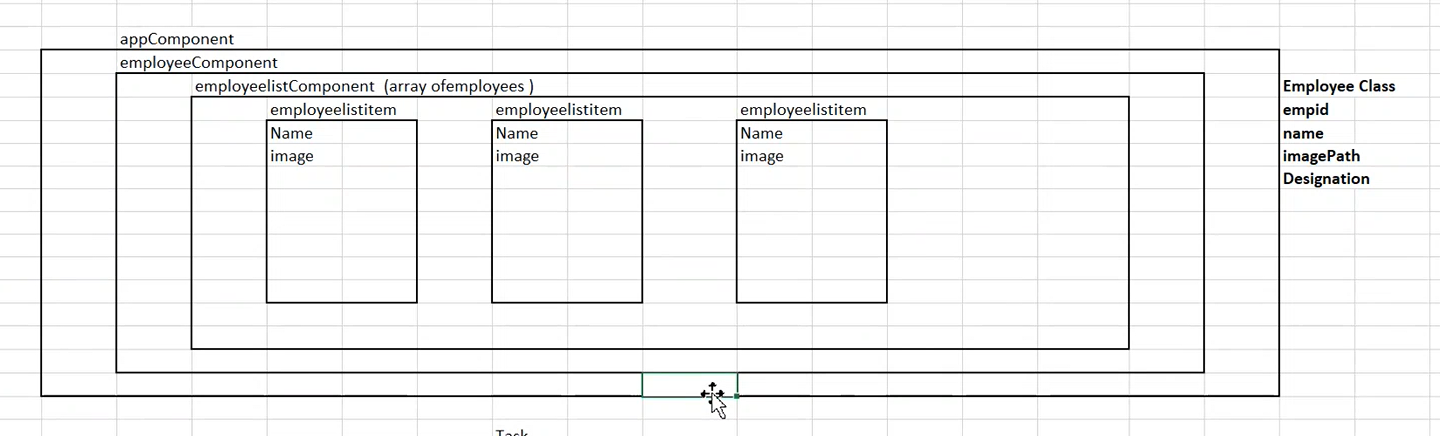 appComponent
employeeComponent
employeelistComponent  (array ofemployees )
employeelistitem
Name
image
employeelistitem
Name
image
employeelistitem
Name
image
Employee Class
empid
name
imagePath
Designation
Task